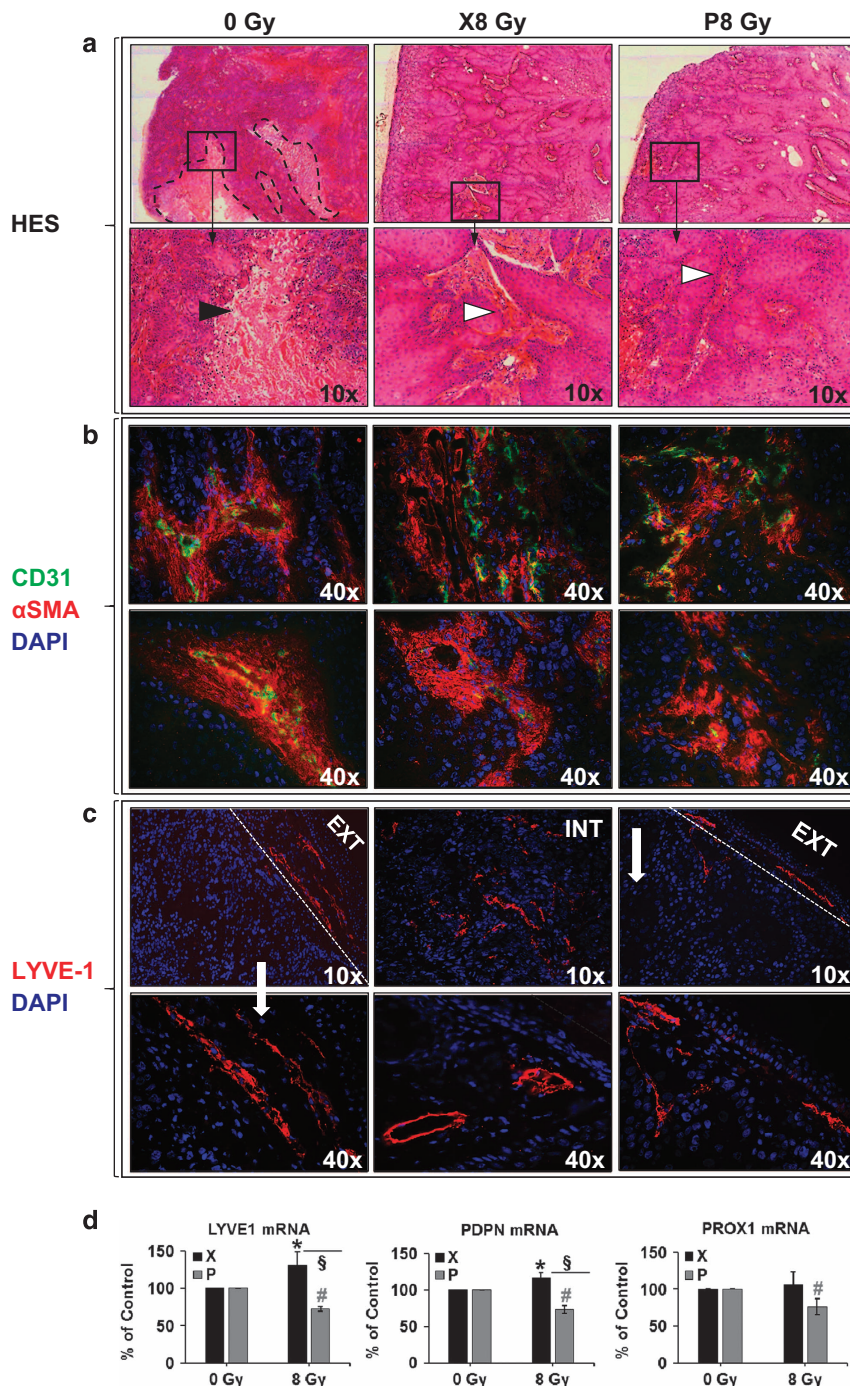 0 Gy X8 Gy P8 Gy
a
HES
10x 10x 10x
b
CD31
αSMA
DAPI
40x 40x 40x
40x 40x 40x
c
LYVE-1
DAPI
EXT INT EXT
10x 10x 10x
40x 40x 40x
d
LYVE1 mRNA
% of Control
150
100
50
0
X
P
* §
#
0 Gy 8 Gy
PDPN mRNA
% of Control
150
100
50
0
X
P
* §
#
0 Gy 8 Gy
PROX1 mRNA
% of Control
150
100
50
0
X
P
#
0 Gy 8 Gy